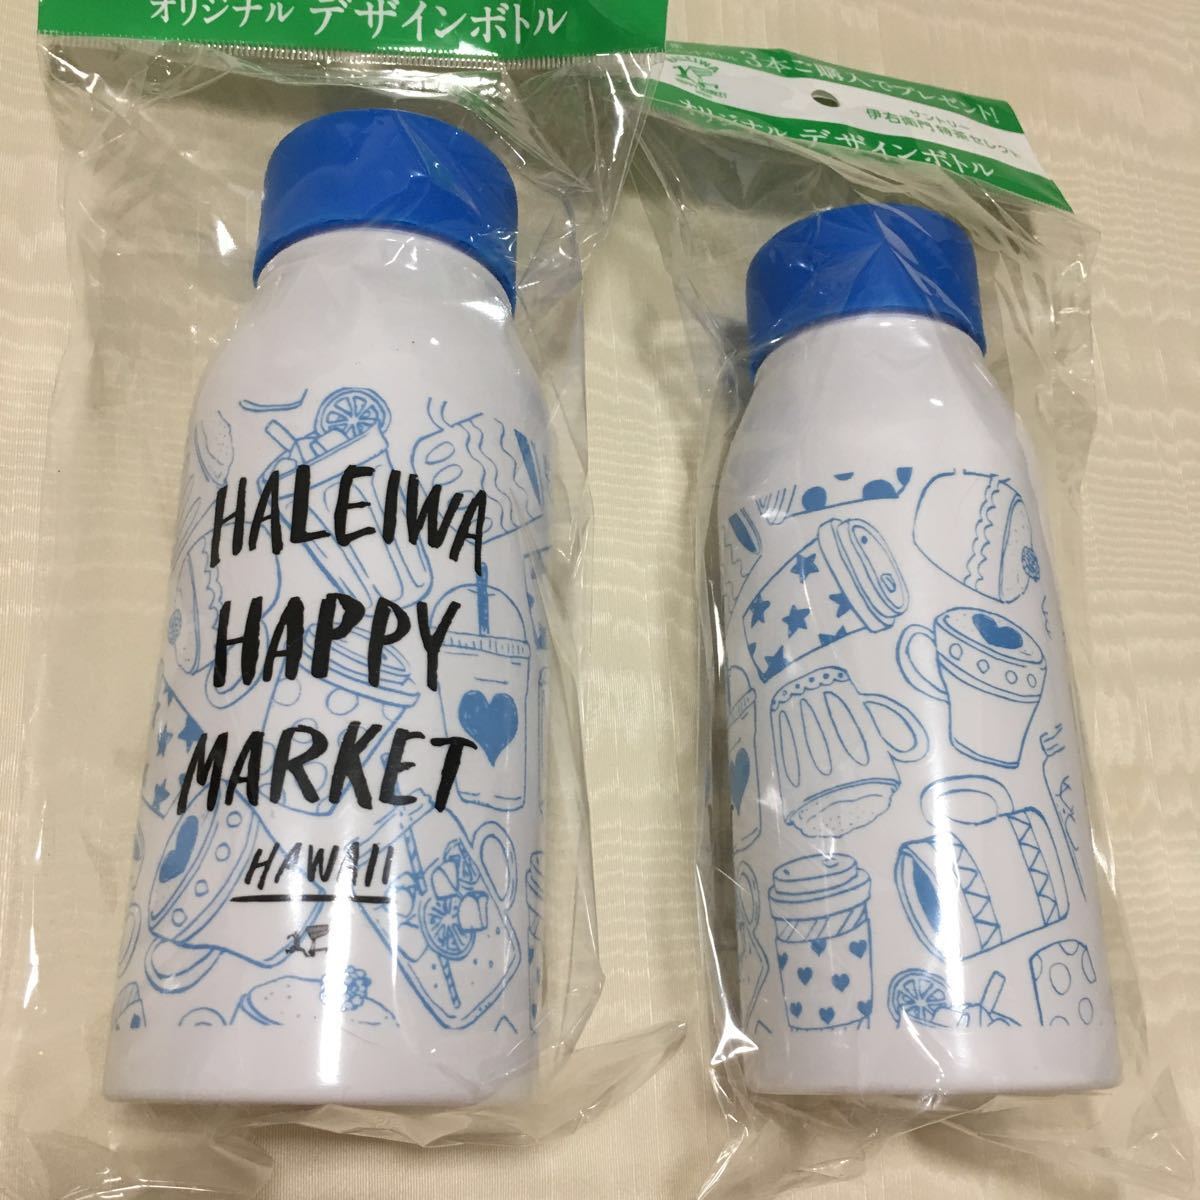 オリジナル デザインボトル
HALEIWA
HAPPY
MARKET
HAWAII
3本ご購入でプレゼント!
サントリー
伊右衛門 特茶セレクト
オリジナル デザインボトル